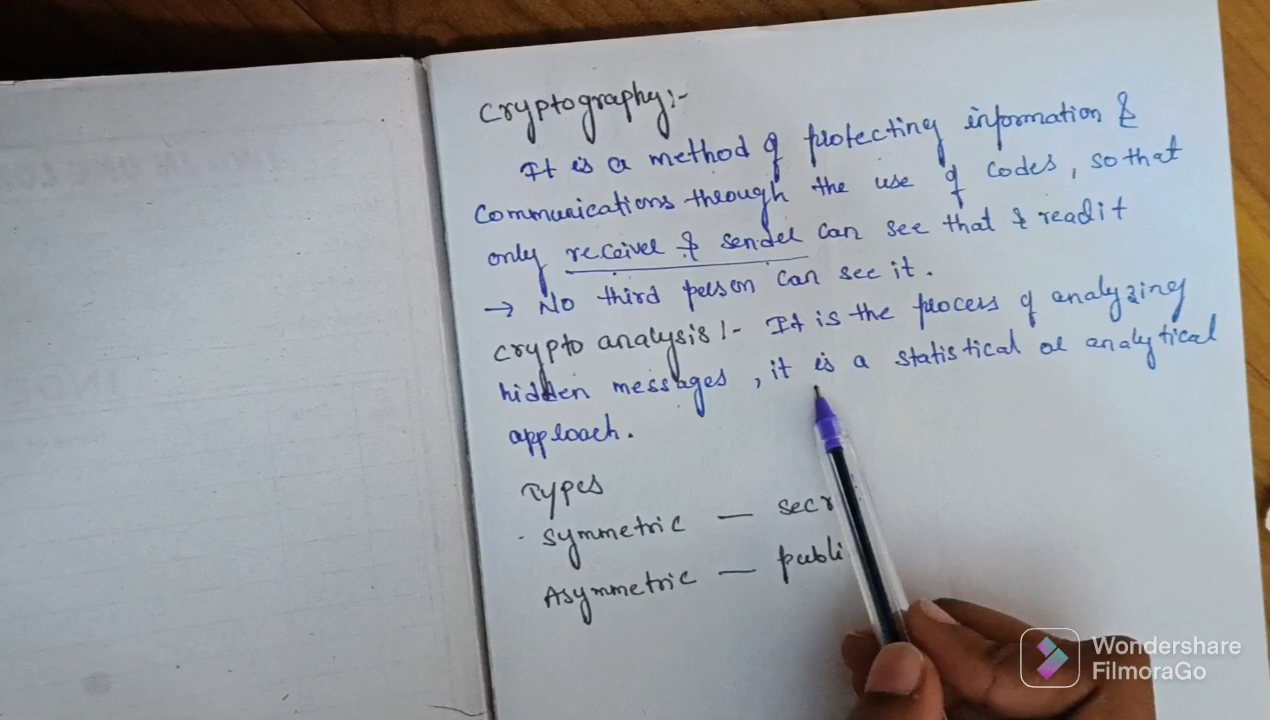 Cryptography:-
It is a method of protecting information &
Communications through the use of codes, so that
only receiver & sender can see that & read it
→ No third person can see it.
Crypto analysis:- It is the process of analyzing
hidden messages, it is a statistical or analytical
approach.
Types
· Symmetric — secr
Asymmetric — publi
Wondershare
FilmoraGo